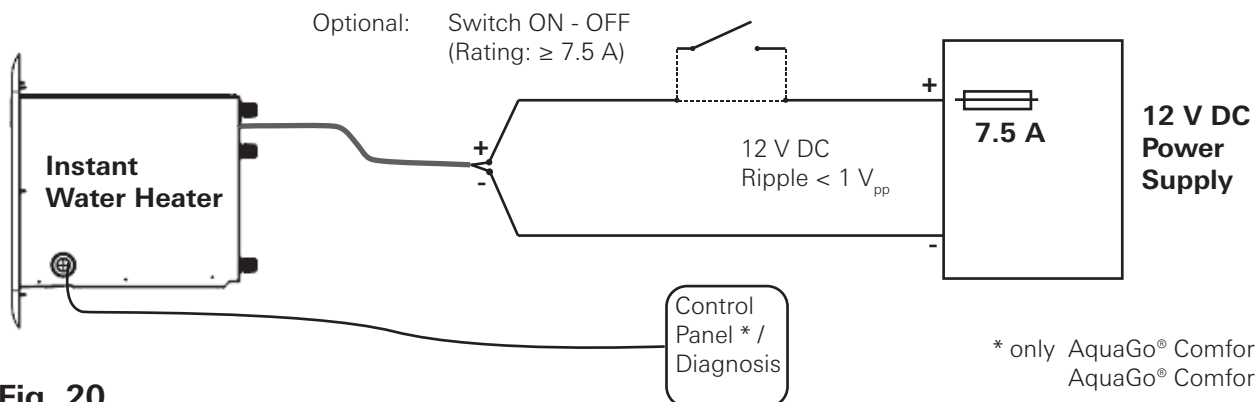 Optional: Switch ON - OFF
(Rating: ≥ 7.5 A)
+
7.5 A
12 V DC
Power
Supply
Instant
Water Heater
+
-
12 V DC
Ripple < 1 Vpp
-
Control
Panel * /
Diagnosis
* only AquaGo® Comfor
AquaGo® Comfor
Fig. 20